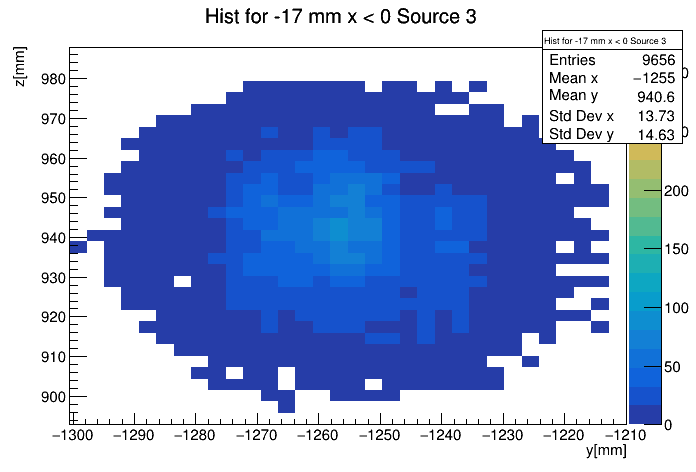 Hist for -17 mm x < 0 Source 3
z[mm]
Hist for -17 mm x < 0 Source 3
Entries 9656
Mean x −1255
Mean y 940.6
Std Dev x 13.73
Std Dev y 14.63
980
970
960
950
940
930
920
910
900
−1300 −1290 −1280 −1270 −1260 −1250 −1240 −1230 −1220 −1210
y[mm]
0
0
200
150
100
50
0